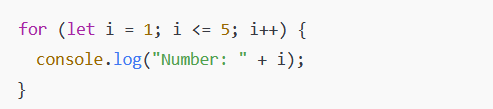 for (let i = 1; i <= 5; i++) {
  console.log("Number: " + i);
}